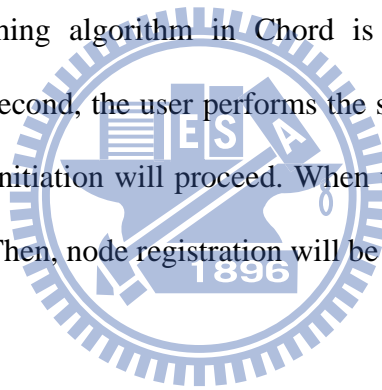 ning algorithm in Chord is
econd, the user performs the s
nitiation will proceed. When
Then, node registration will be
E S A
1896